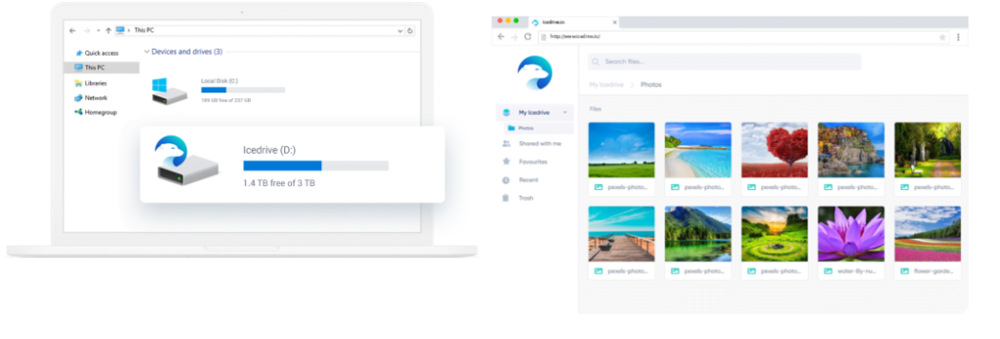 This PC
Quick access
This PC
Libraries
Network
Homegroup
Devices and drives (3)
Local Disk (C:)
189 GB free of 237 GB
Icedrive (D:)
1.4 TB free of 3 TB
Icedrive.io
http://www.icedrive.io/
Search files...
My Icedrive
Photos
Shared with me
Favourites
Recent
Trash
My Icedrive > Photos
Files
pexels-photo...
pexels-photo...
pexels-photo...
pexels-photo...
pexels-photo...
pexels-photo...
pexels-photo...
pexels-photo...
water-lily-nu...
flower-garde...